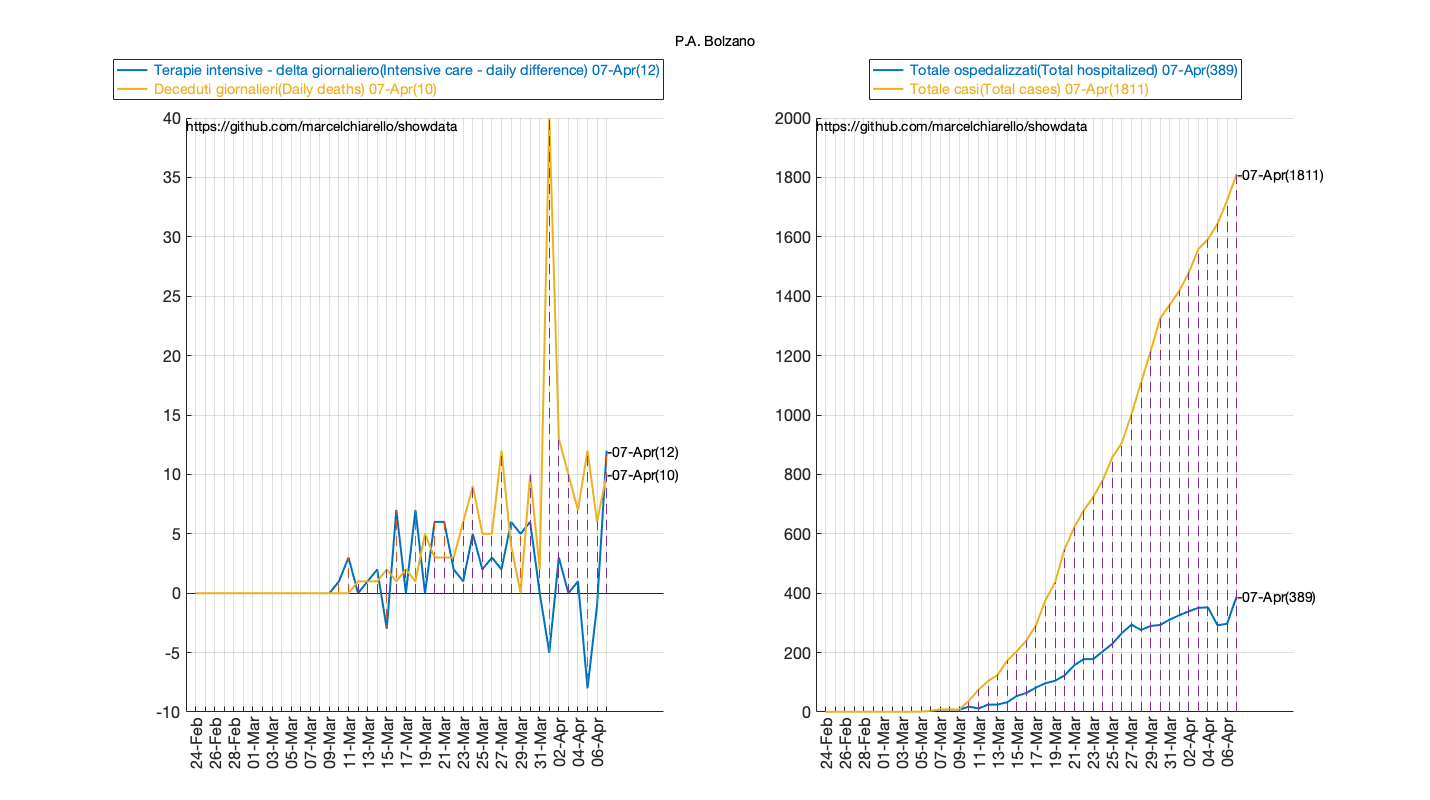 P.A. Bolzano
Terapie intensive - delta giornaliero(Intensive care - daily difference) 07-Apr(12)
Deceduti giornalieri(Daily deaths) 07-Apr(10)
https://github.com/marcelchiarello/showdata
40
35
30
25
20
15
10
5
0
-5
-10
-07-Apr(12)
-07-Apr(10)
24-Feb
26-Feb
28-Feb
01-Mar
03-Mar
05-Mar
07-Mar
09-Mar
11-Mar
13-Mar
15-Mar
17-Mar
19-Mar
21-Mar
23-Mar
25-Mar
27-Mar
29-Mar
31-Mar
02-Apr
04-Apr
06-Apr
Totale ospedalizzati(Total hospitalized) 07-Apr(389)
Totale casi(Total cases) 07-Apr(1811)
https://github.com/marcelchiarello/showdata
2000
1800
1600
1400
1200
1000
800
600
400
200
0
-07-Apr(1811)
-07-Apr(389)
24-Feb
26-Feb
28-Feb
01-Mar
03-Mar
05-Mar
07-Mar
09-Mar
11-Mar
13-Mar
15-Mar
17-Mar
19-Mar
21-Mar
23-Mar
25-Mar
27-Mar
29-Mar
31-Mar
02-Apr
04-Apr
06-Apr